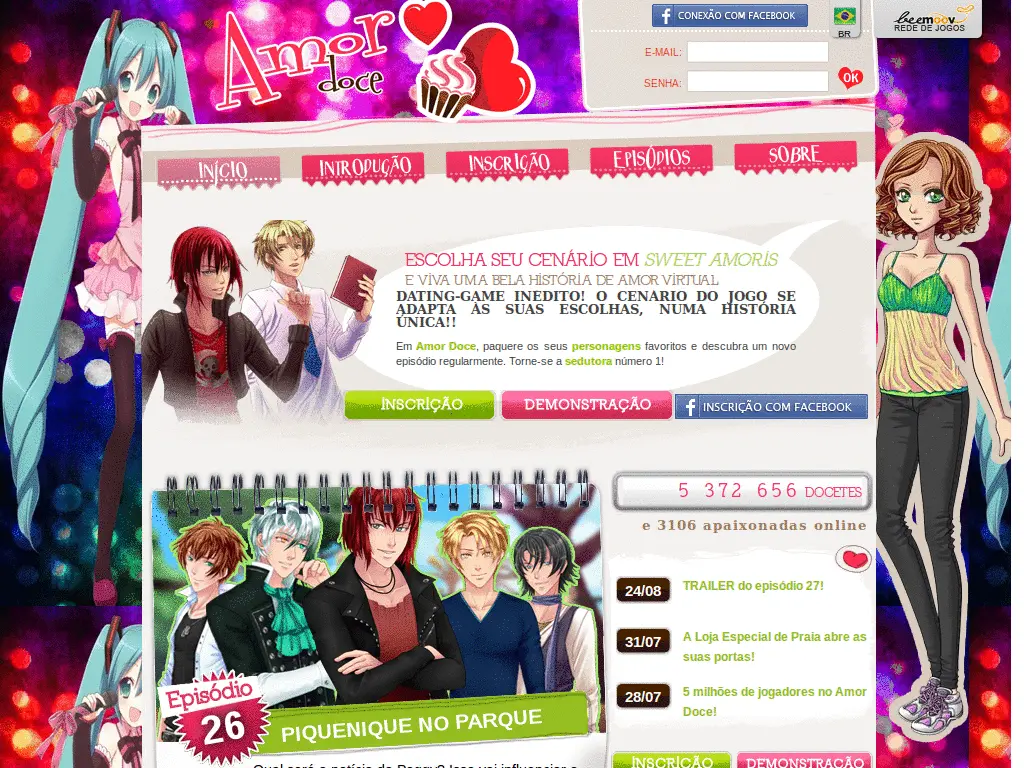 Amor
doce
CONEXÃO COM FACEBOOK
BR
beemoov
REDE DE JOGOS
E-MAIL:
SENHA:
OK
INÍCIO
INTRODUÇÃO
INSCRIÇÃO
EPISÓDIOS
SOBRE
ESCOLHA SEU CENÁRIO EM SWEET AMORIS
E VIVA UMA BELA HISTÓRIA DE AMOR VIRTUAL
DATING-GAME INEDITO! O CENARIO DO JOGO SE
ADAPTA ÀS SUAS ESCOLHAS, NUMA HISTÓRIA
ÚNICA!!
Em Amor Doce, paquere os seus personagens favoritos e descubra um novo
episódio regularmente. Torne-se a sedutora número 1!
INSCRIÇÃO
DEMONSTRAÇÃO
INSCRIÇÃO COM FACEBOOK
5 372 656 DOCETES
e 3106 apaixonadas online
24/08
TRAILER do episódio 27!
31/07
A Loja Especial de Praia abre as
suas portas!
28/07
5 milhões de jogadores no Amor
Doce!
Episódio
26
PIQUENIQUE NO PARQUE
INSCRIÇÃO
DEMONSTRAÇÃO